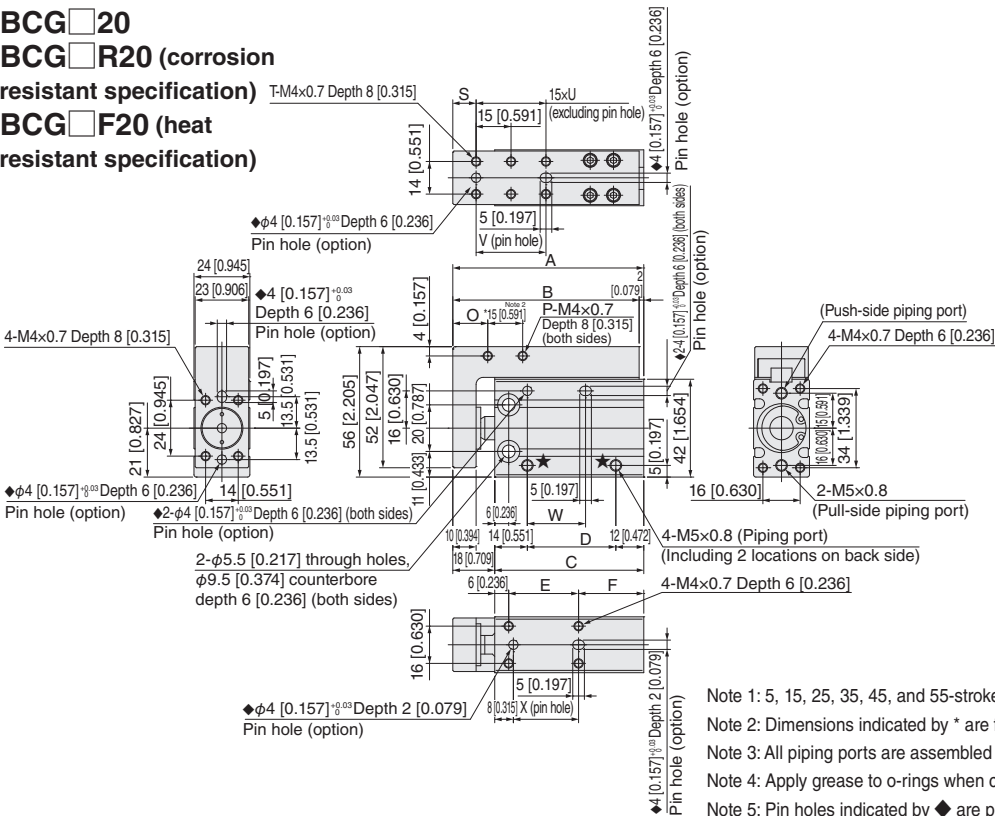 BCG□20
BCG□R20 (corrosion
resistant specification)
BCG□F20 (heat
resistant specification)
T-M4×0.7 Depth 8 [0.315]
S
15xU
(excluding pin hole)
15 [0.591]
14 [0.551]
◆4 [0.157]+0.03 0 Depth 6 [0.236]
Pin hole (option)
◆φ4 [0.157]+0.03 0 Depth 6 [0.236]
Pin hole (option)
5 [0.197]
V (pin hole)
◆2-4 [0.157]+0.03 0 Depth 6 [0.236] (both sides)
Pin hole (option)
A
2
[0.079]
B
24 [0.945]
23 [0.906]
◆4 [0.157]+0.03 0
Depth 6 [0.236]
Pin hole (option)
4 [0.157]
O
*15 [0.591]
Note 2
P-M4×0.7
Depth 8 [0.315]
(both sides)
4-M4×0.7 Depth 8 [0.315]
5 [0.197]
13.5 [0.531]
13.5 [0.531]
24 [0.945]
21 [0.827]
56 [2.205]
52 [2.047]
16 [0.630]
20 [0.787]
11 [0.433]
5 [0.197]
42 [1.654]
(Push-side piping port)
4-M4×0.7 Depth 6 [0.236]
15 [0.591]
16 [0.630]
34 [1.339]
16 [0.630]
2-M5×0.8
(Pull-side piping port)
◆φ4 [0.157]+0.03 0 Depth 6 [0.236]
Pin hole (option)
14 [0.551]
◆2-φ4 [0.157]+0.03 0 Depth 6 [0.236] (both sides)
Pin hole (option)
★ ★
5 [0.197]
6 [0.236]
W
10 [0.394]
14 [0.551]
D
12 [0.472]
18 [0.709]
C
4-M5×0.8 (Piping port)
(Including 2 locations on back side)
2-φ5.5 [0.217] through holes,
φ9.5 [0.374] counterbore
depth 6 [0.236] (both sides)
6 [0.236]
E
F
4-M4×0.7 Depth 6 [0.236]
16 [0.630]
5 [0.197]
8 [0.315]
X (pin hole)
◆φ4 [0.157]+0.03 0 Depth 2 [0.079]
Pin hole (option)
◆4 [0.157]+0.03 0 Depth 2 [0.079]
Pin hole (option)
Note 1: 5, 15, 25, 35, 45, and 55-stroke
Note 2: Dimensions indicated by * are
Note 3: All piping ports are assembled
Note 4: Apply grease to o-rings when
Note 5: Pin holes indicated by ◆ are